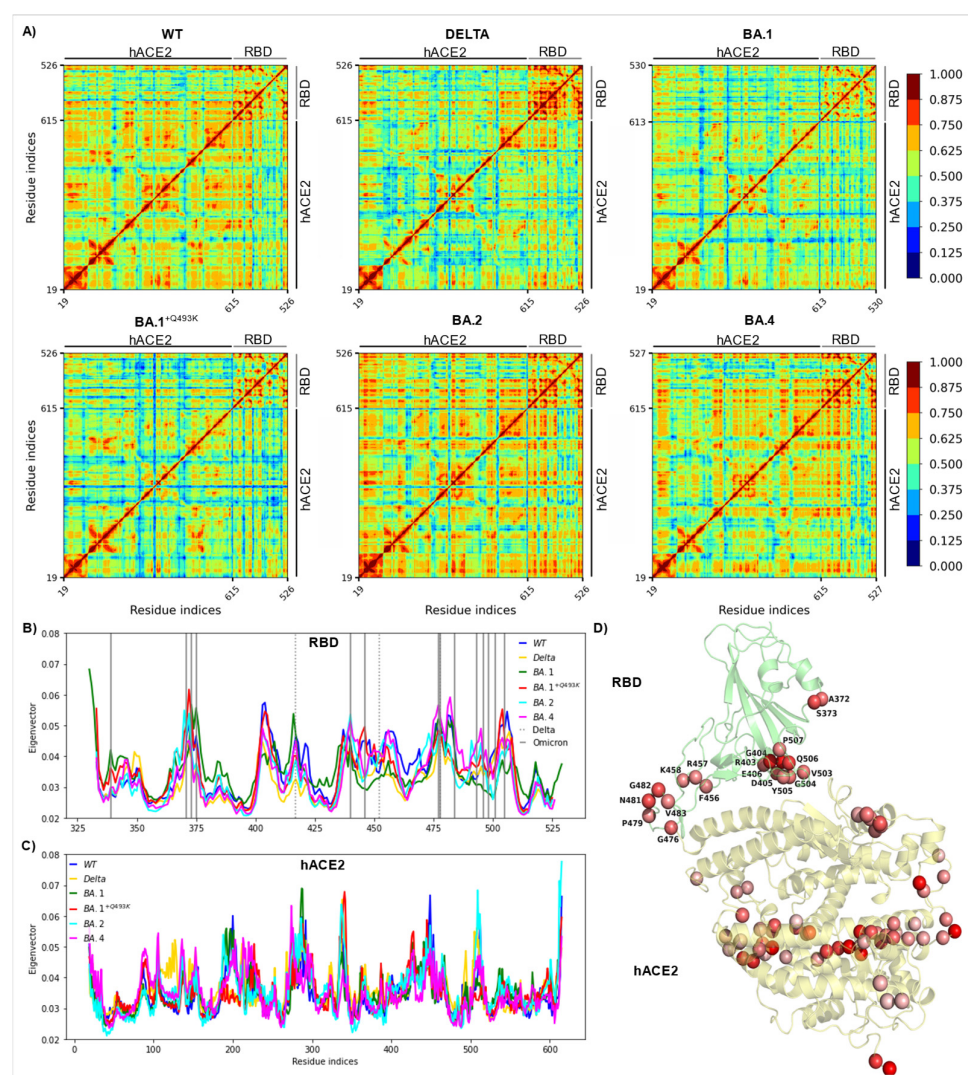 A)
WT
DELTA
BA.1
hACE2 RBD
hACE2 RBD
hACE2 RBD
526
615
19
Residue indices
526
615
19
530
613
19
RBD
hACE2
RBD
hACE2
RBD
hACE2
19 615 526
19 615 526
19 613 530
1.000
0.875
0.750
0.625
0.500
0.375
0.250
0.125
0.000
BA.1+Q493K
BA.2
BA.4
hACE2 RBD
hACE2 RBD
hACE2 RBD
526
615
19
Residue indices
526
615
19
527
615
19
RBD
hACE2
RBD
hACE2
RBD
hACE2
19 615 526
19 615 526
19 615 527
Residue indices
Residue indices
1.000
0.875
0.750
0.625
0.500
0.375
0.250
0.125
0.000
B)
RBD
Eigenvector
0.08
0.07
0.06
0.05
0.04
0.03
0.02
325 350 375 400 425 450 475 500 525
WT
Delta
BA.1
BA.1+Q493K
BA.2
BA.4
Delta
Omicron
C)
hACE2
Eigenvector
0.08
0.07
0.06
0.05
0.04
0.03
0.02
0 100 200 300 400 500 600
Residue indices
WT
Delta
BA.1
BA.1+Q493K
BA.2
BA.4
D)
RBD
A372
S373
P507
G404
R403
Q506
E406
V503
D405
G504
Y505
K458
R457
G482
F456
N481
V483
P479
G476
hACE2